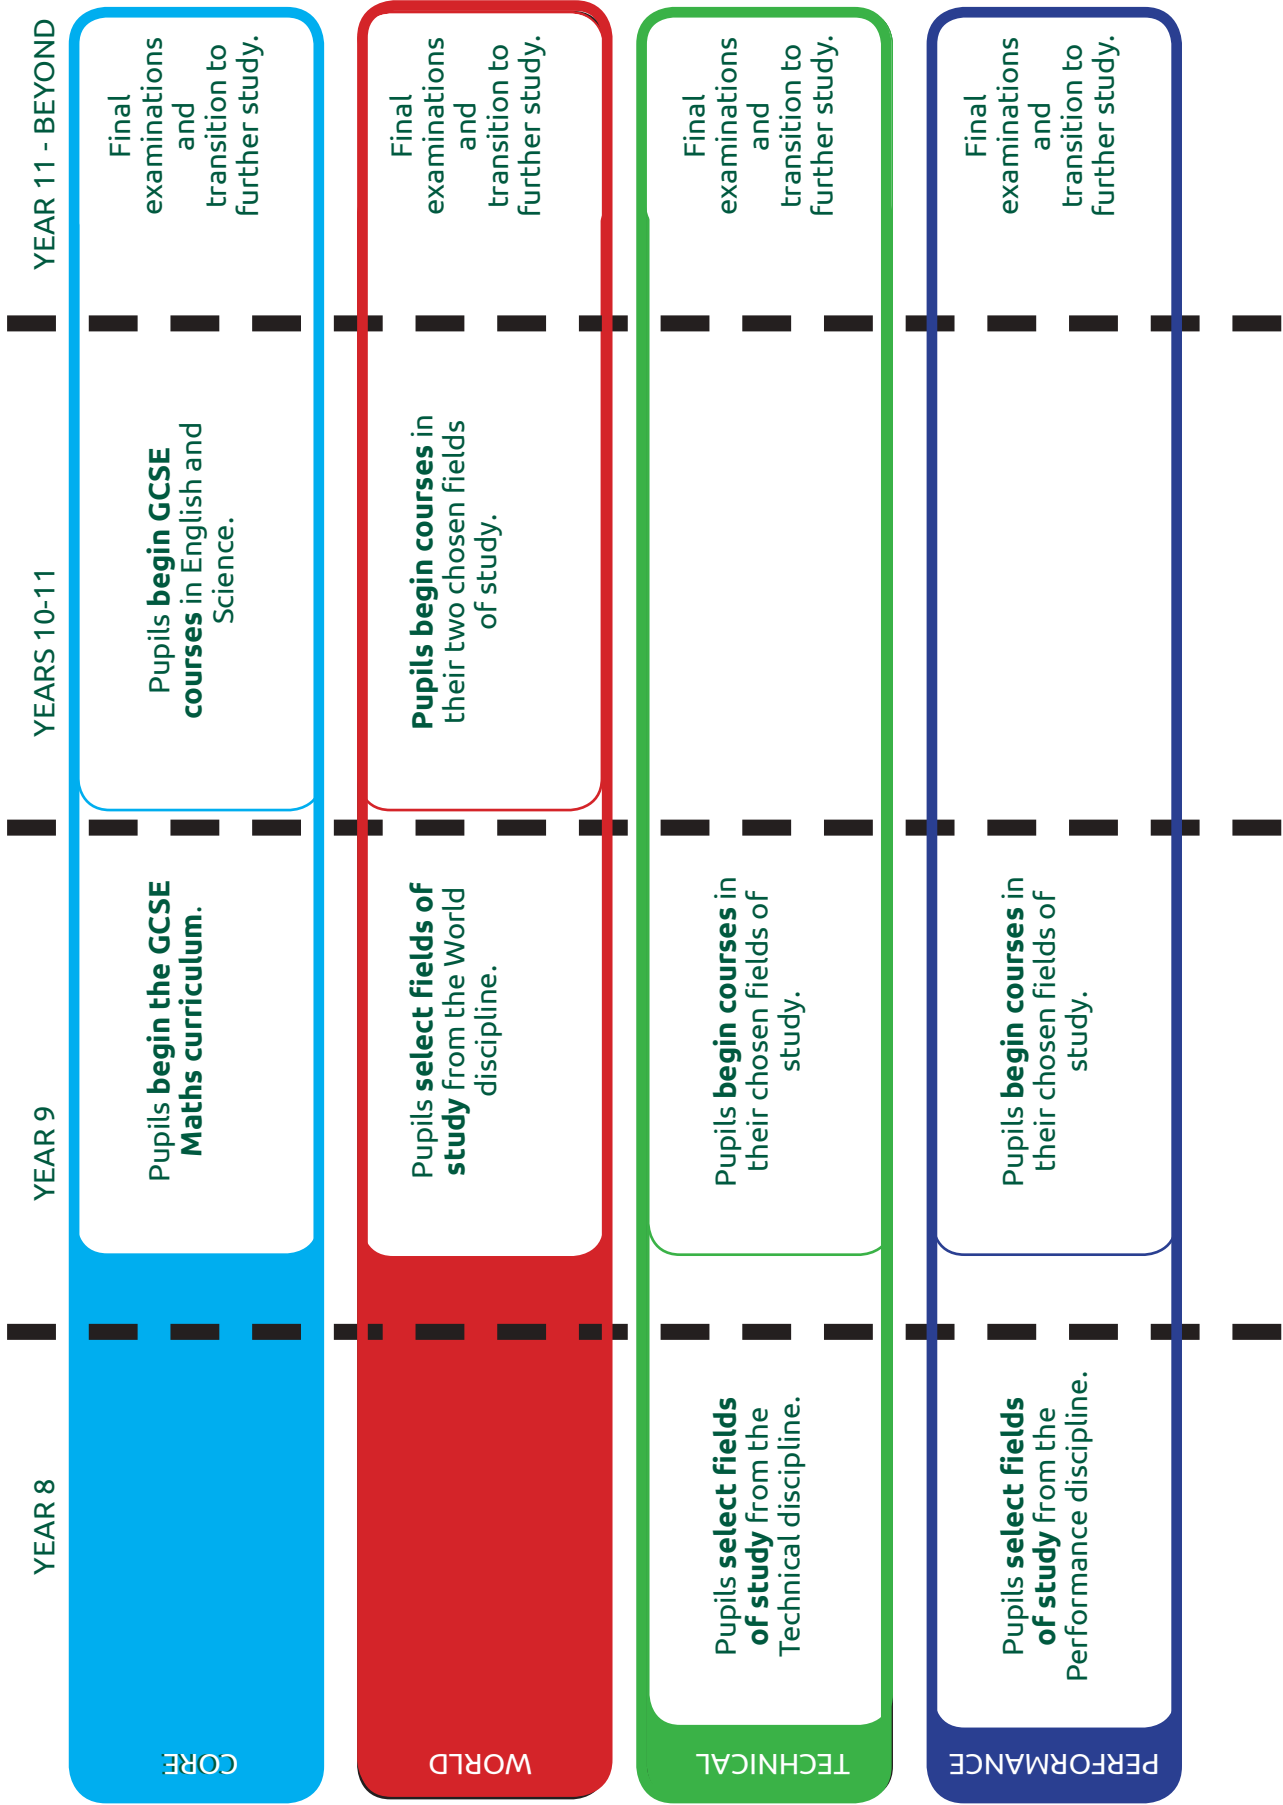 YEAR 8
YEAR 9
YEARS 10-11
YEAR 11 - BEYOND
CORE
Pupils begin the GCSE
Maths curriculum.
Pupils begin GCSE
courses in English and
Science.
Final
examinations
and
transition to
further study.
WORLD
Pupils select fields of
study from the World
discipline.
Pupils begin courses in
their two chosen fields
of study.
Final
examinations
and
transition to
further study.
TECHNICAL
Pupils select fields
of study from the
Technical discipline.
Pupils begin courses in
their chosen fields of
study.
Final
examinations
and
transition to
further study.
PERFORMANCE
Pupils select fields
of study from the
Performance discipline.
Pupils begin courses in
their chosen fields of
study.
Final
examinations
and
transition to
further study.